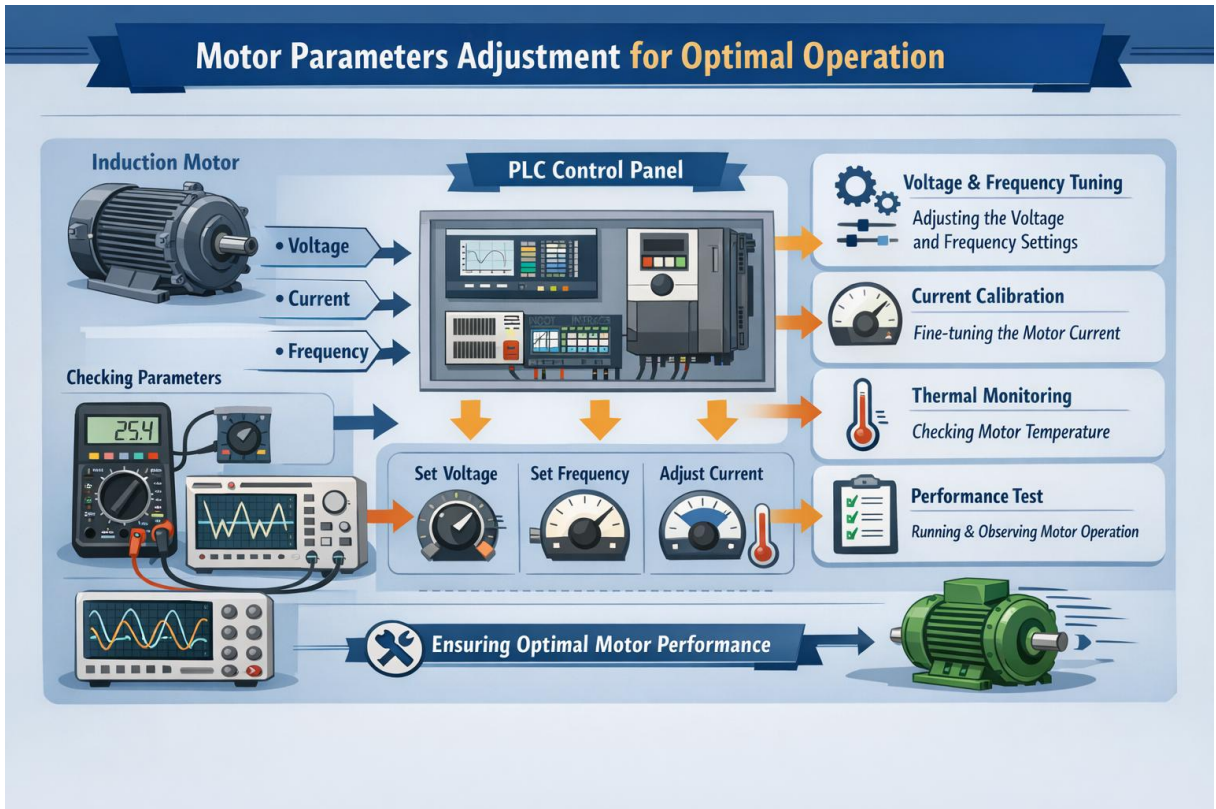 Motor Parameters Adjustment for Optimal Operation
Induction Motor
• Voltage
• Current
• Frequency
Checking Parameters
25.4
PLC Control Panel
Set Voltage
Set Frequency
Adjust Current
Voltage & Frequency Tuning
Adjusting the Voltage
and Frequency Settings
Current Calibration
Fine-tuning the Motor Current
Thermal Monitoring
Checking Motor Temperature
Performance Test
Running & Observing Motor Operation
Ensuring Optimal Motor Performance